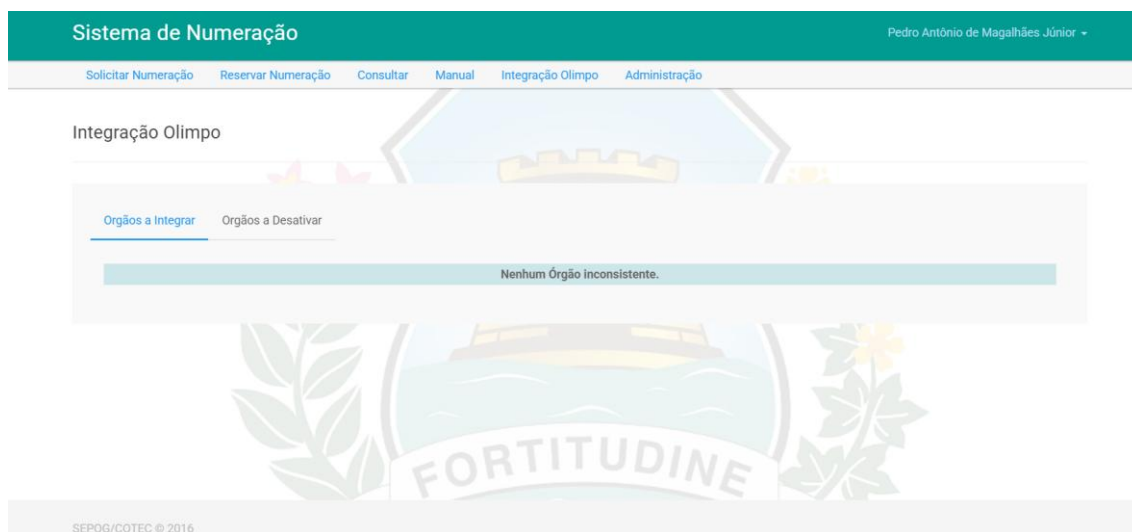 Sistema de Numeração
Pedro Antônio de Magalhães Júnior
Solicitar Numeração Reservar Numeração Consultar Manual Integração Olimpo Administração
Integração Olimpo
Orgãos a Integrar Orgãos a Desativar
Nenhum Órgão inconsistente.
FORTITUDINE
SEPOG/COTEC © 2016